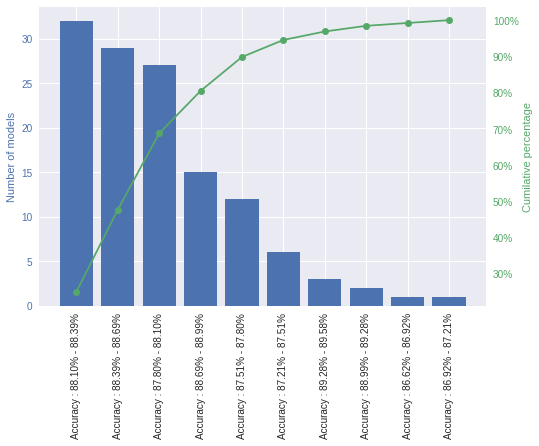 Number of models
30
25
20
15
10
5
0
100%
90%
80%
70%
60%
50%
40%
30%
Cumilative percentage
Accuracy : 88.10% - 88.39%
Accuracy : 88.39% - 88.69%
Accuracy : 87.80% - 88.10%
Accuracy : 88.69% - 88.99%
Accuracy : 87.51% - 87.80%
Accuracy : 87.21% - 87.51%
Accuracy : 89.28% - 89.58%
Accuracy : 88.99% - 89.28%
Accuracy : 86.62% - 86.92%
Accuracy : 86.92% - 87.21%